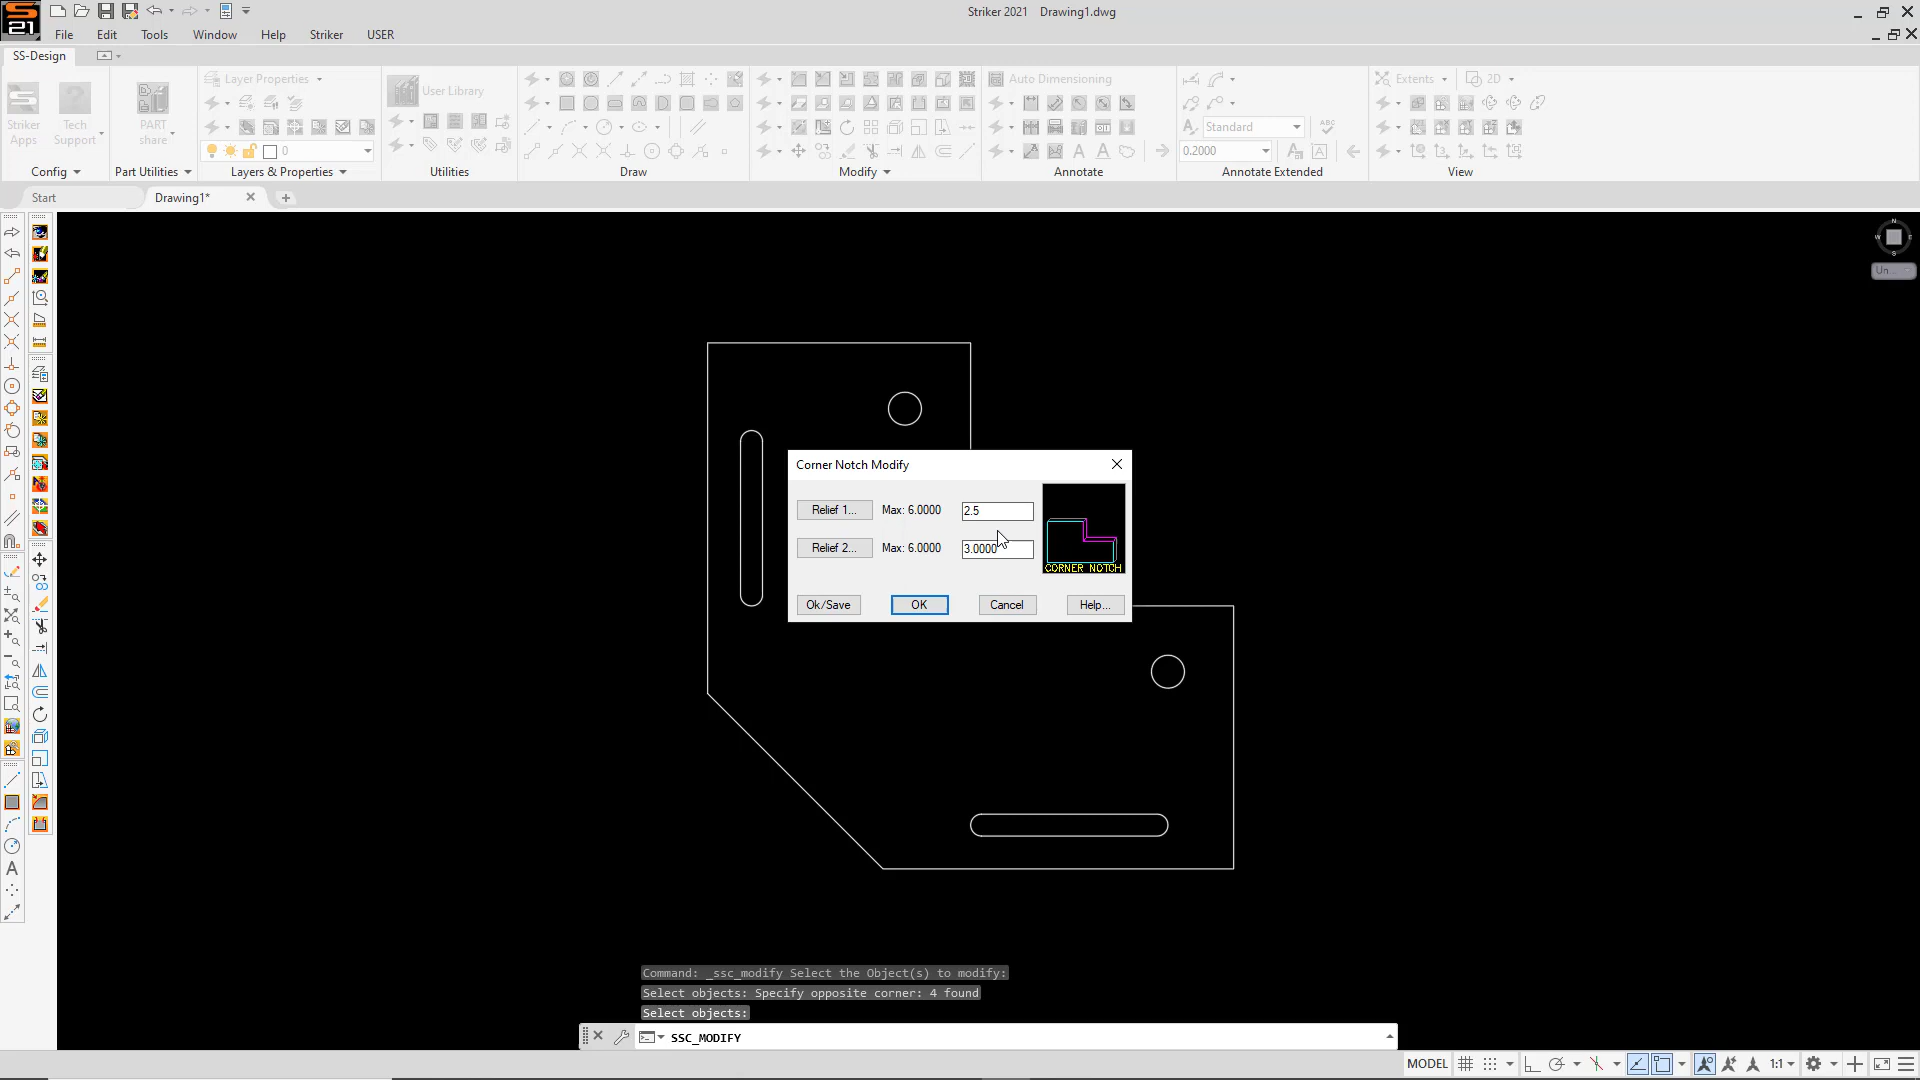 Striker 2021 Drawing1.dwg
S 21
File Edit Tools Window Help Striker USER
SS-Design
Layer Properties
User Library
Auto Dimensioning
Extents
2D
Striker Apps
Tech Support
PART share
Standard
ABC
0
0.2000
Config
Part Utilities
Layers & Properties
Utilities
Draw
Modify
Annotate
Annotate Extended
View
Start
Drawing1*
N
W
E
S
Un...
Corner Notch Modify
Relief 1...
Max: 6.0000
2.5
Relief 2...
Max: 6.0000
3.0000
CORNER NOTCH
Ok/Save
OK
Cancel
Help...
Command: _ssc_modify Select the Object(s) to modify:
Select objects: Specify opposite corner: 4 found
Select objects:
SSC_MODIFY
MODEL
1:1